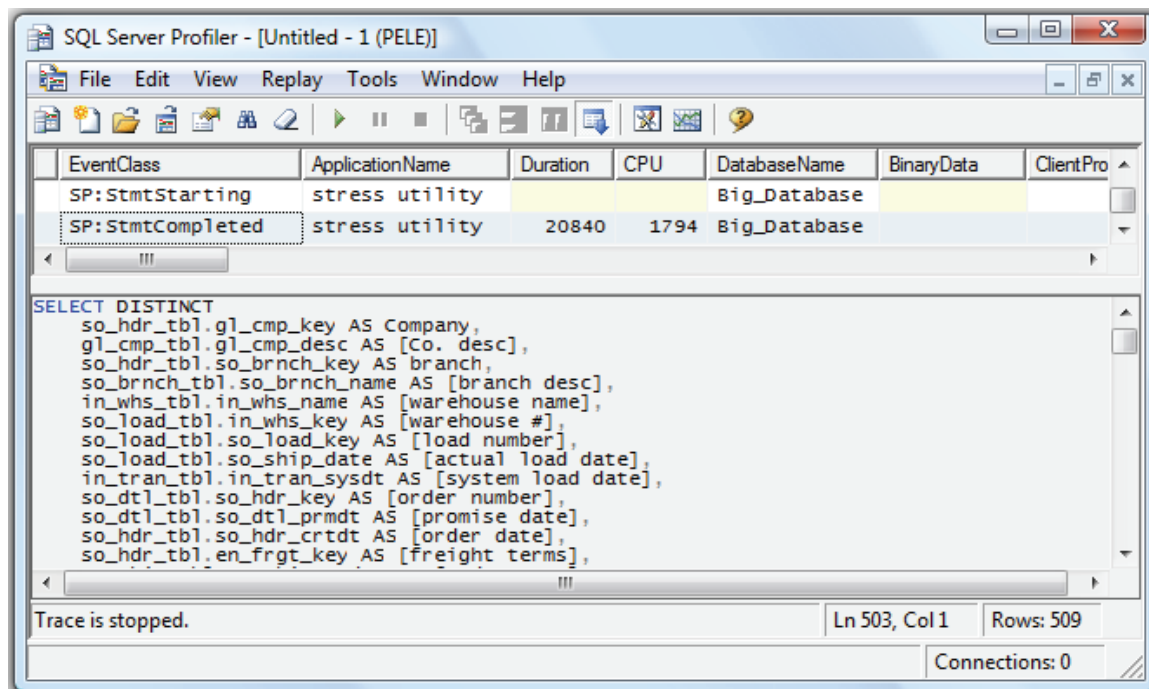 SQL Server Profiler - [Untitled - 1 (PELE)]
File Edit View Replay Tools Window Help
EventClass ApplicationName Duration CPU DatabaseName BinaryData ClientPro
SP:StmtStarting stress utility Big_Database
SP:StmtCompleted stress utility 20840 1794 Big_Database
SELECT DISTINCT
so_hdr_tbl.gl_cmp_key AS Company,
gl_cmp_tbl.gl_cmp_desc AS [Co. desc],
so_hdr_tbl.so_brnch_key AS branch,
so_brnch_tbl.so_brnch_name AS [branch desc],
in_whs_tbl.in_whs_name AS [warehouse name],
so_load_tbl.in_whs_key AS [warehouse #],
so_load_tbl.so_load_key AS [load number],
so_load_tbl.so_ship_date AS [actual load date],
in_tran_tbl.in_tran_sysdt AS [system load date],
so_dtl_tbl.so_hdr_key AS [order number],
so_dtl_tbl.so_dtl_prmdt AS [promise date],
so_hdr_tbl.so_hdr_crtdt AS [order date],
so_hdr_tbl.en_frgt_key AS [freight terms],
Trace is stopped. Ln 503, Col 1 Rows: 509
Connections: 0